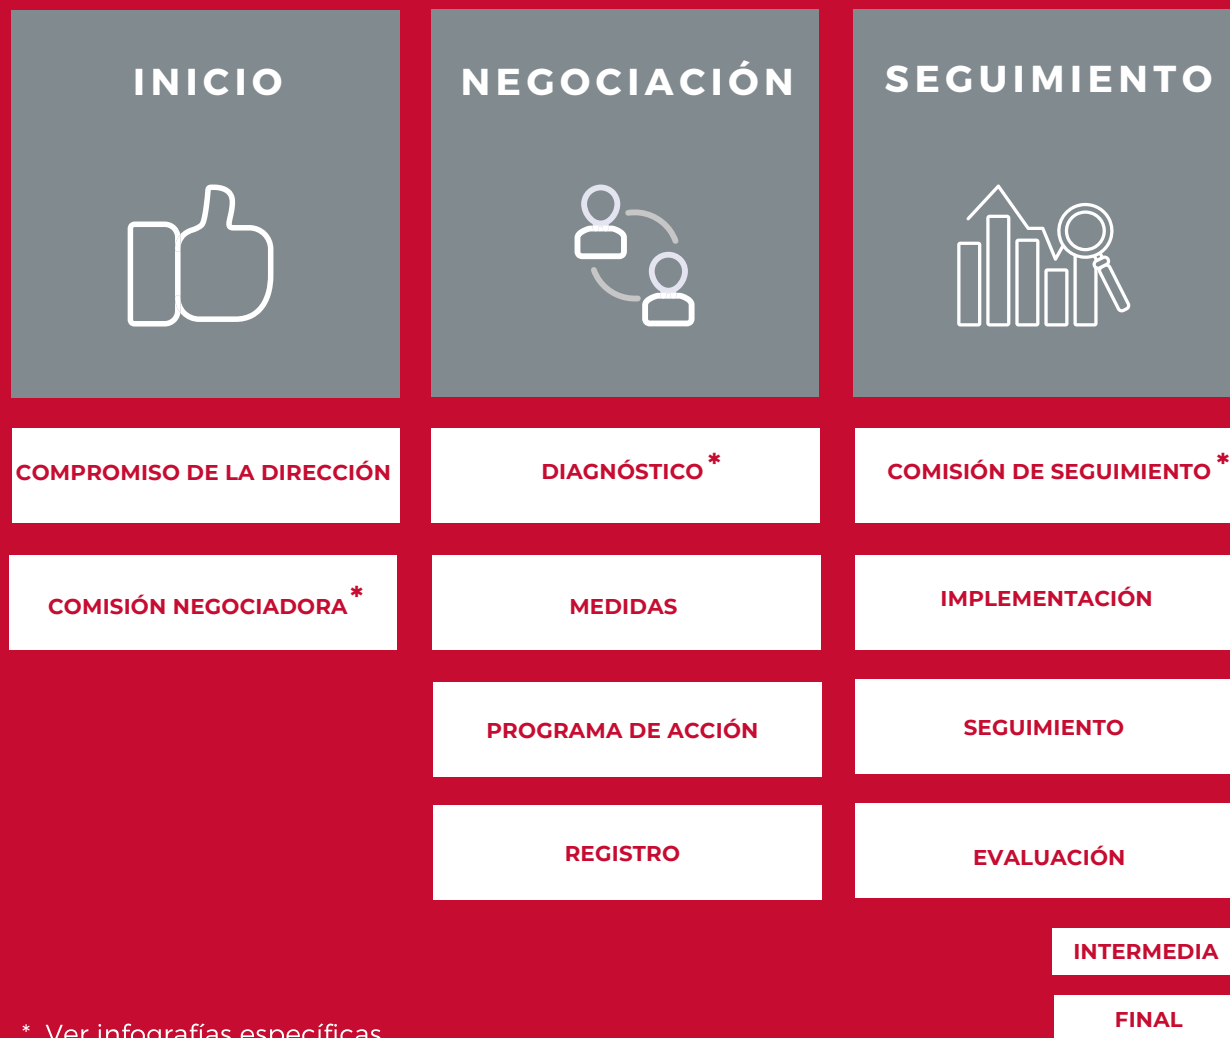 INICIO
COMPROMISO DE LA DIRECCIÓN
COMISIÓN NEGOCIADORA*
NEGOCIACIÓN
DIAGNÓSTICO*
MEDIDAS
PROGRAMA DE ACCIÓN
REGISTRO
SEGUIMIENTO
COMISIÓN DE SEGUIMIENTO*
IMPLEMENTACIÓN
SEGUIMIENTO
EVALUACIÓN
INTERMEDIA
FINAL
* Ver infografías específicas